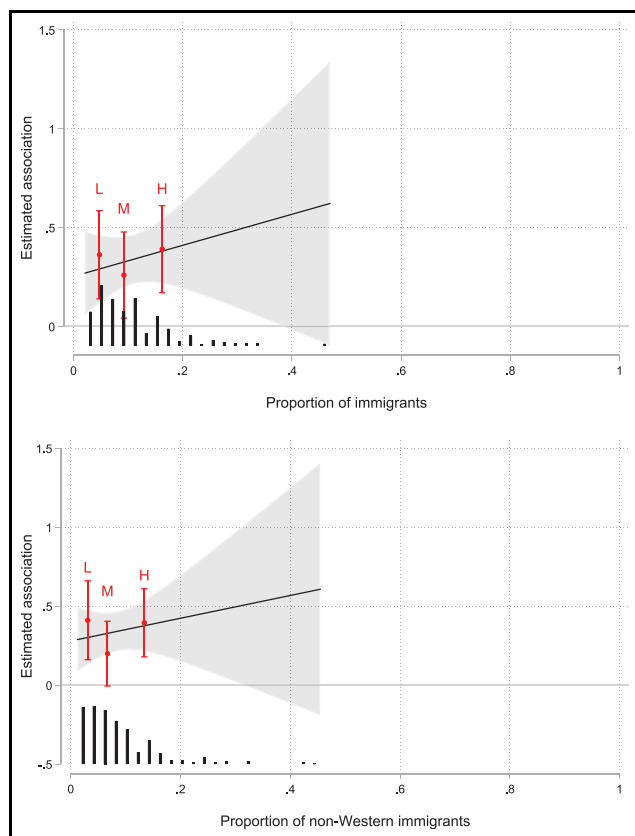 1.5
1
.5
0
Estimated association
L
M
H
0
.2
.4
.6
.8
1
Proportion of immigrants
1.5
1
.5
0
-.5
Estimated association
L
M
H
0
.2
.4
.6
.8
1
Proportion of non-Western immigrants